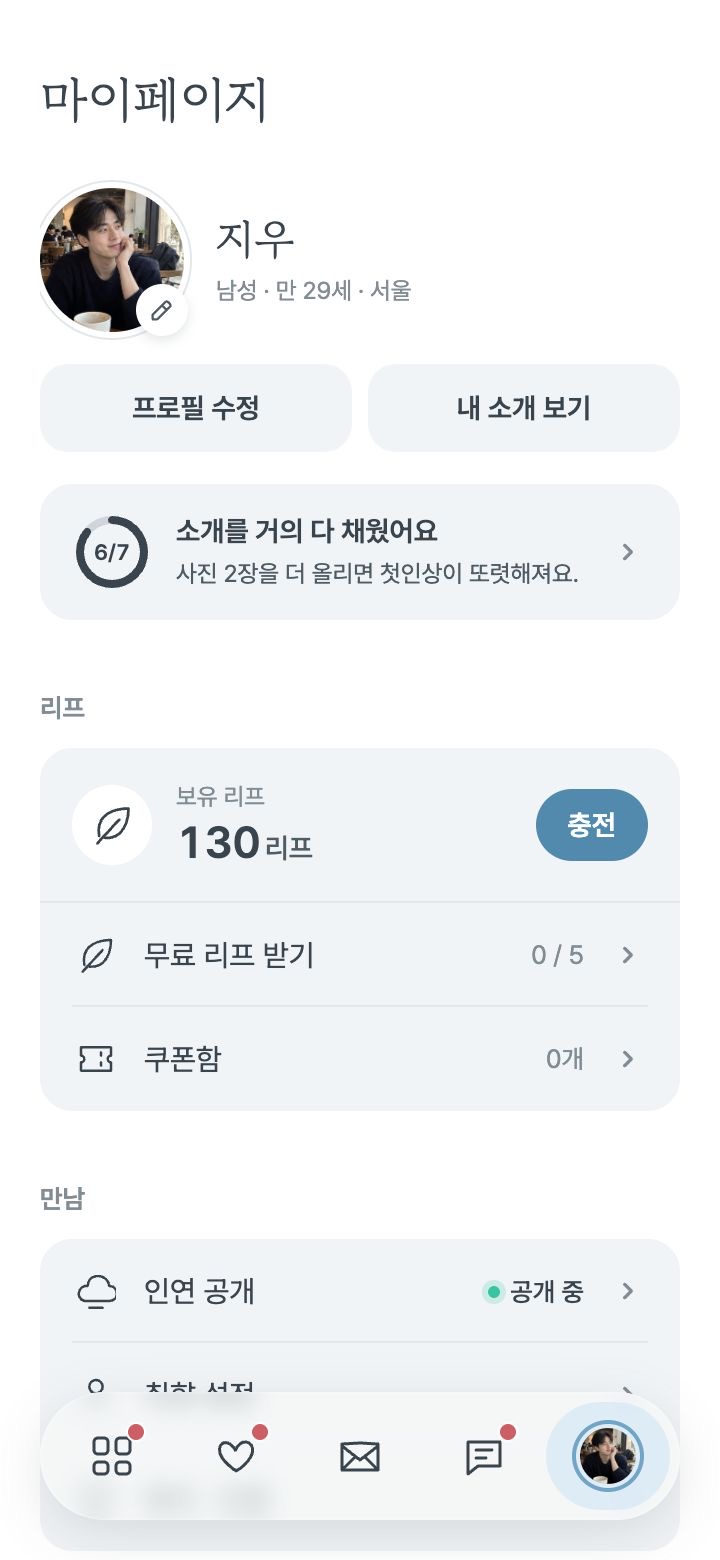 마이페이지
지우
남성 · 만 29세 · 서울
프로필 수정
내 소개 보기
6/7
소개를 거의 다 채웠어요
사진 2장을 더 올리면 첫인상이 또렷해져요.
리프
보유 리프
130 리프
충전
무료 리프 받기 0 / 5
쿠폰함 0개
만남
인연 공개 공개 중